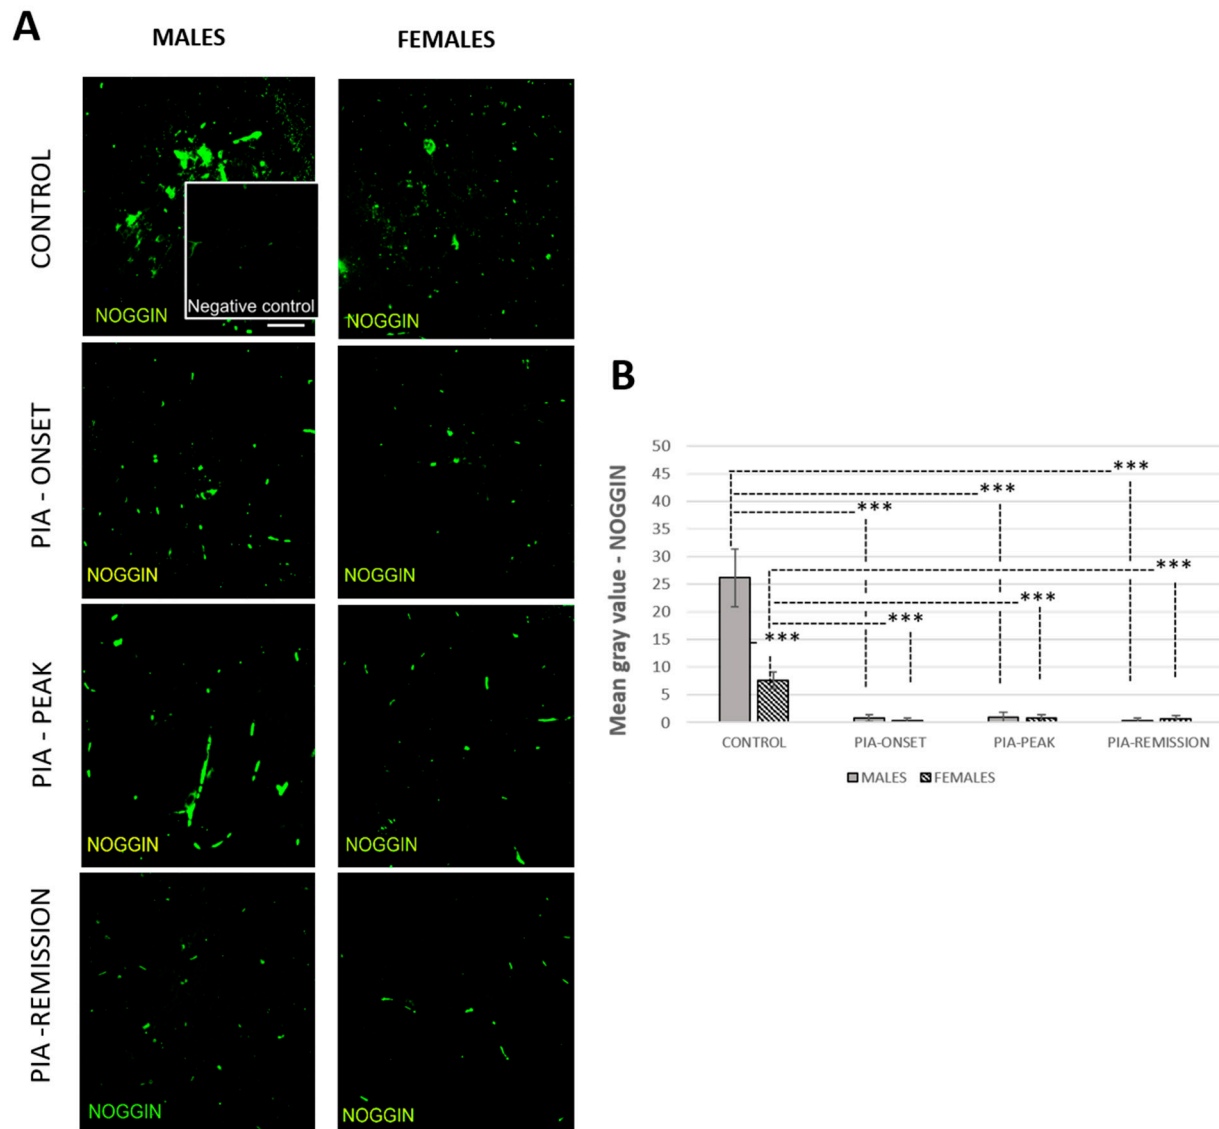 A
MALES
FEMALES
CONTROL
NOGGIN
Negative control
NOGGIN
PIA - ONSET
NOGGIN
NOGGIN
PIA - PEAK
NOGGIN
NOGGIN
PIA -REMISSION
NOGGIN
NOGGIN
B
Mean gray value - NOGGIN
50
45
40
35
30
25
20
15
10
5
0
***
***
***
***
***
***
***
CONTROL
PIA-ONSET
PIA-PEAK
PIA-REMISSION
MALES
FEMALES